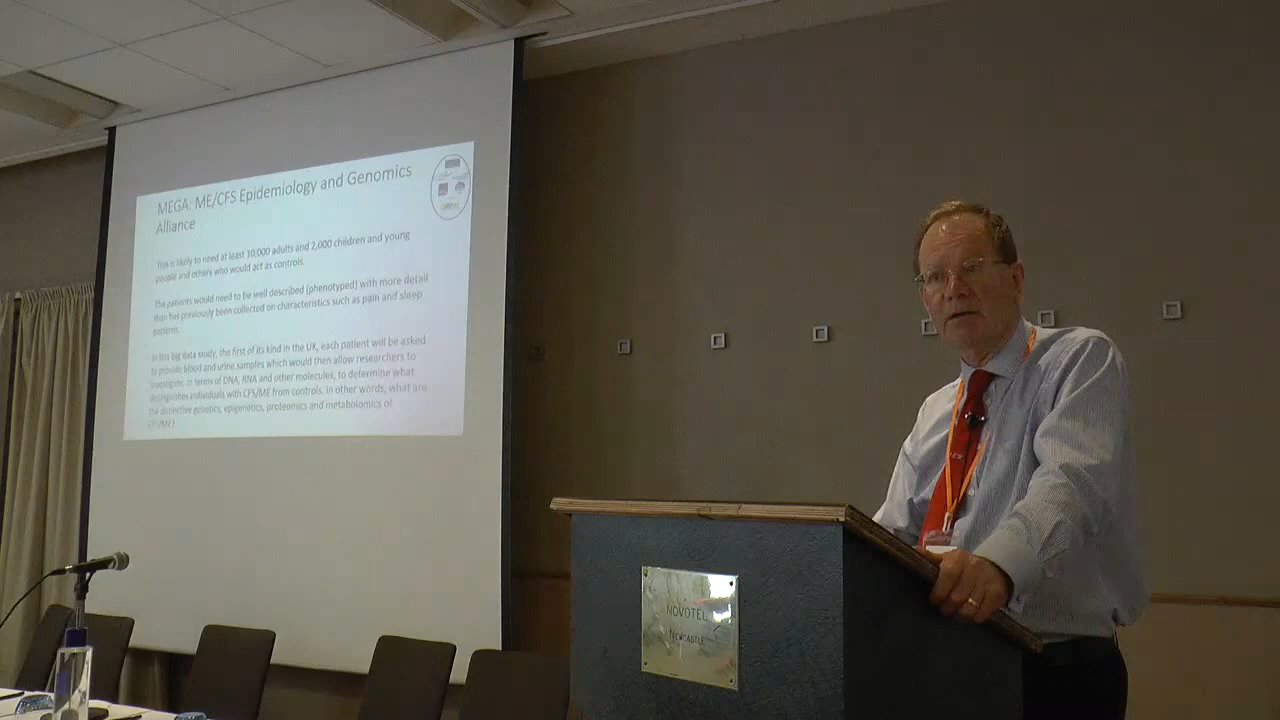 MEGA: ME/CFS Epidemiology and Genomics
Alliance
This is likely to need at least 10,000 adults and 2,000 children and young
people and others who would act as controls.
The patients would need to be well described (phenotyped) with more detail
than has previously been collected on characteristics such as pain and sleep
patterns.
In this big data study, the first of its kind in the UK, each patient will be asked
to provide blood and urine samples which would then allow researchers to
investigate, in terms of DNA, RNA and other molecules, to determine what
distinguishes individuals with CFS/ME from controls. In other words, what are
the distinctive genetics, epigenetics, proteomics and metabolomics of
CFS/ME?
NOVOTEL
NEWCASTLE